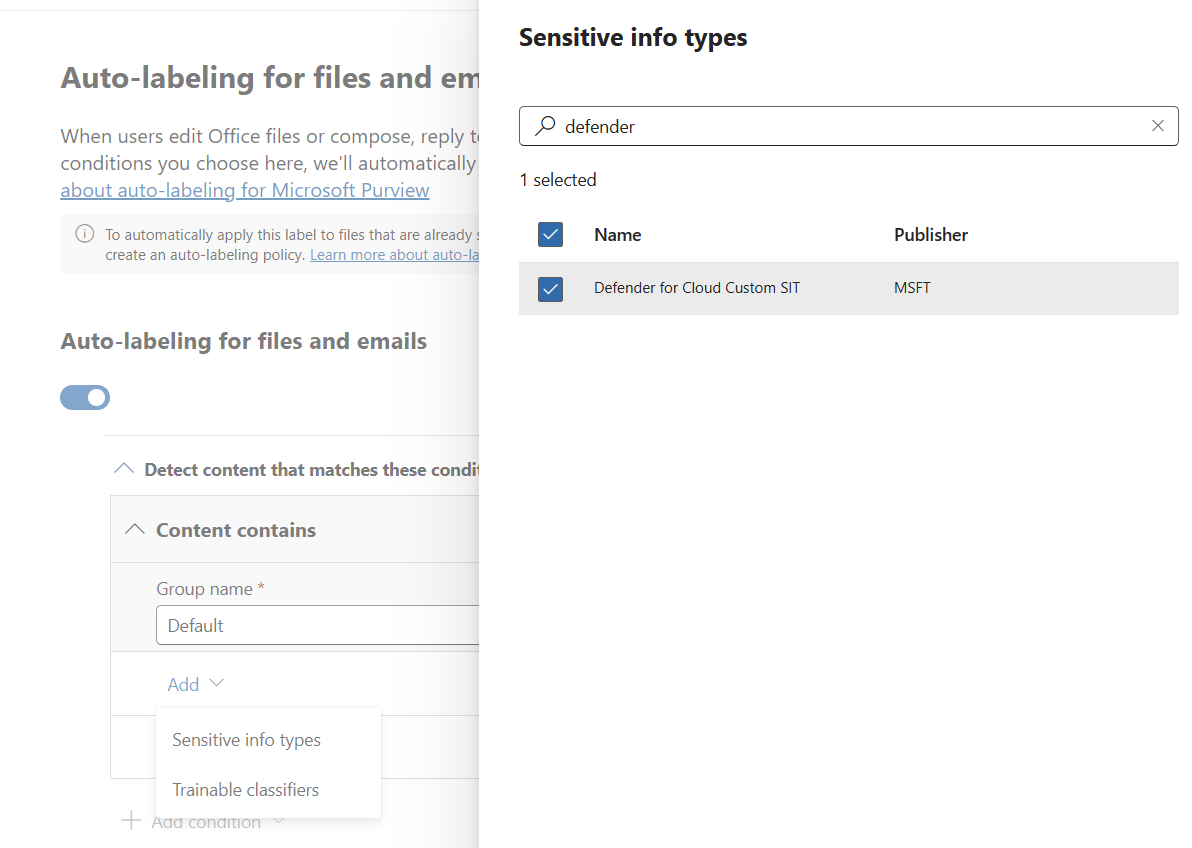 Auto-labeling for files and em
When users edit Office files or compose, reply to
conditions you choose here, we'll automatically
about auto-labeling for Microsoft Purview
To automatically apply this label to files that are already s
create an auto-labeling policy. Learn more about auto-la
Auto-labeling for files and emails
Detect content that matches these condit
Content contains
Group name *
Default
Add
Sensitive info types
Trainable classifiers
Add condition
Sensitive info types
defender
1 selected
Name Publisher
Defender for Cloud Custom SIT MSFT